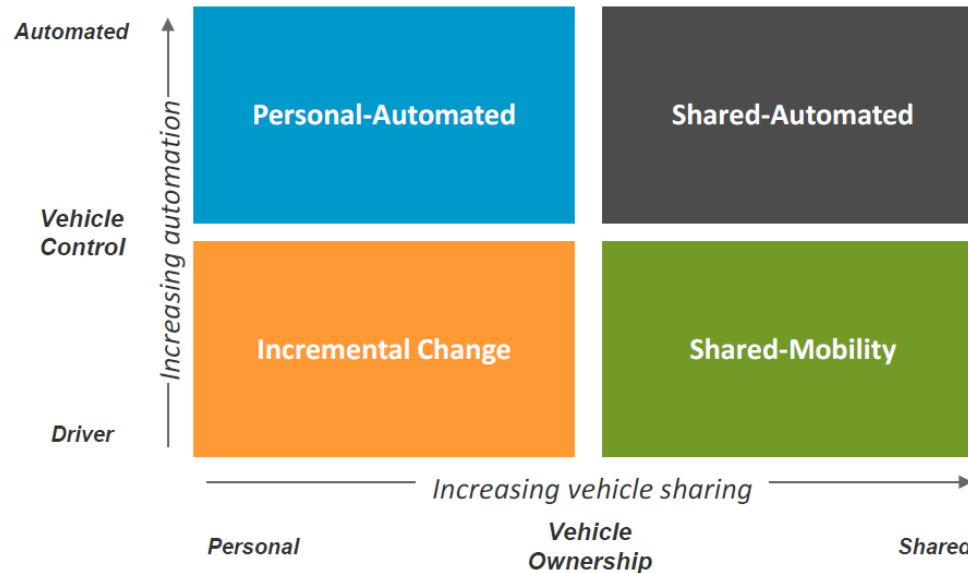 Automated
Personal-Automated
Shared-Automated
Vehicle
Control
Increasing automation
Incremental Change
Shared-Mobility
Driver
Increasing vehicle sharing
Personal
Vehicle
Ownership
Shared